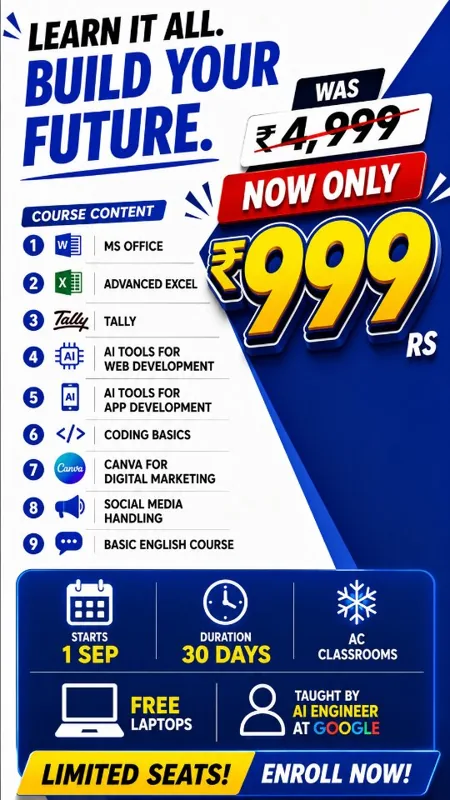 LEARN IT ALL.
BUILD YOUR
FUTURE.
WAS
₹4,999
NOW ONLY
₹999
RS
COURSE CONTENT
1 W MS OFFICE
2 X ADVANCED EXCEL
3 Tally TALLY
4 AI AI TOOLS FOR
WEB DEVELOPMENT
5 AI AI TOOLS FOR
APP DEVELOPMENT
6 </> CODING BASICS
7 Canva CANVA FOR
DIGITAL MARKETING
8 SOCIAL MEDIA
HANDLING
9 BASIC ENGLISH COURSE
STARTS
1 SEP
DURATION
30 DAYS
AC
CLASSROOMS
FREE
LAPTOPS
TAUGHT BY
AI ENGINEER
AT GOOGLE
LIMITED SEATS!
ENROLL NOW!